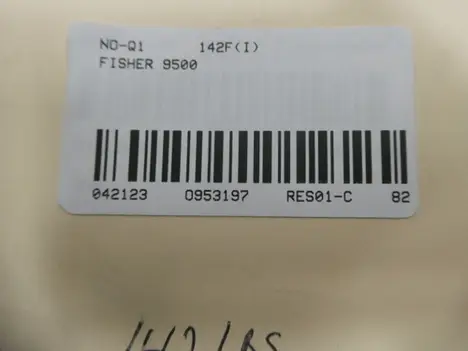 NO-Q1 142F(I)
FISHER 9500
042123 0953197 RES01-C 82